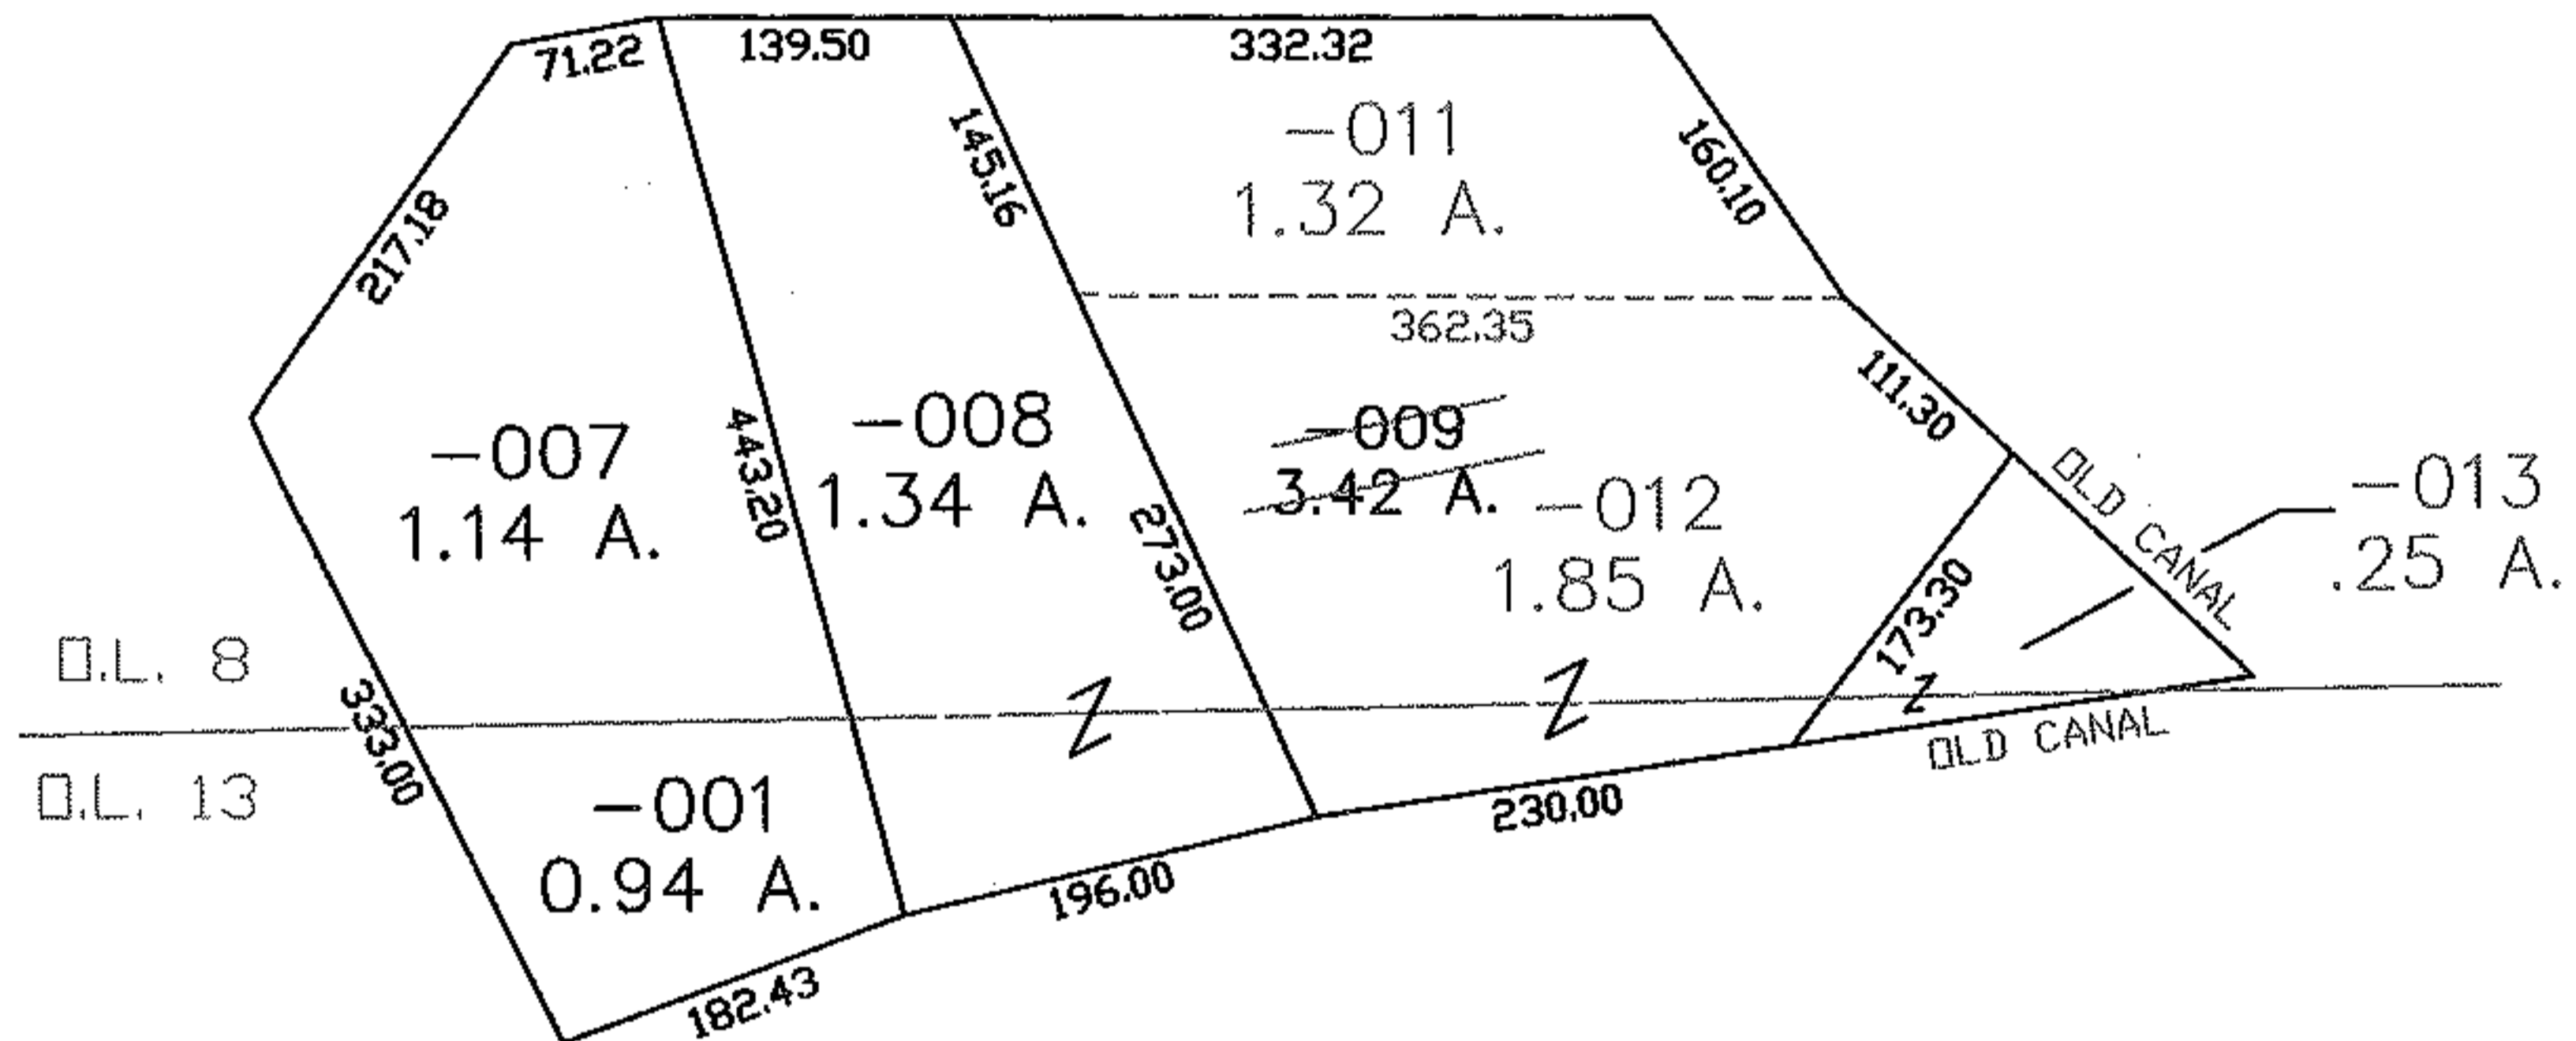 71.22
139.50
332.32
217.18
145.16
160.10
-011
1.32 A.
362.35
111.30
-007
1.14 A.
443.20
-008
1.34 A.
273.00
-009
3.42 A.
-012
1.85 A.
OLD CANAL
-013
.25 A.
173.30
O.L. 8
O.L. 13
333.00
Z
Z
Z
OLD CANAL
-001
0.94 A.
230.00
196.00
182.43